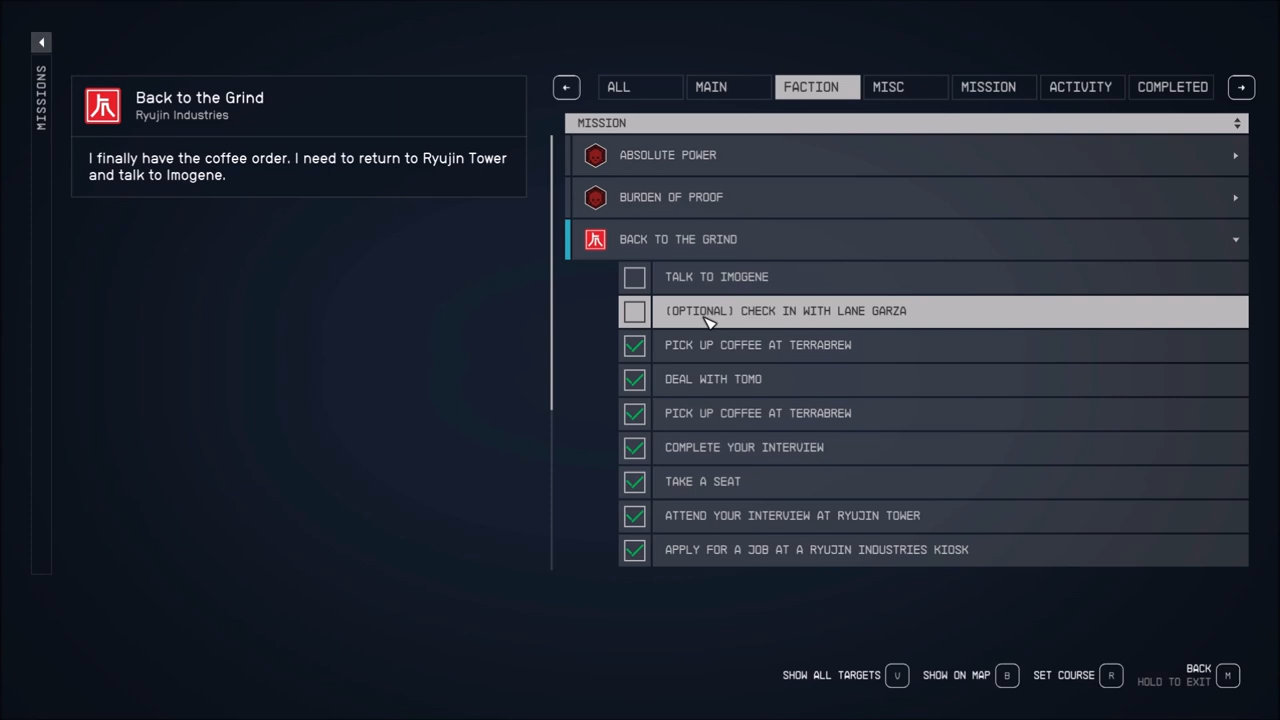 MISSIONS
Back to the Grind
Ryujin Industries
I finally have the coffee order. I need to return to Ryujin Tower
and talk to Imogene.
ALL
MAIN
FACTION
MISC
MISSION
ACTIVITY
COMPLETED
MISSION
ABSOLUTE POWER
BURDEN OF PROOF
BACK TO THE GRIND
TALK TO IMOGENE
(OPTIONAL) CHECK IN WITH LANE GARZA
PICK UP COFFEE AT TERRABREW
DEAL WITH TOMO
PICK UP COFFEE AT TERRABREW
COMPLETE YOUR INTERVIEW
TAKE A SEAT
ATTEND YOUR INTERVIEW AT RYUJIN TOWER
APPLY FOR A JOB AT A RYUJIN INDUSTRIES KIOSK
SHOW ALL TARGETS V
SHOW ON MAP B
SET COURSE R
BACK M
HOLD TO EXIT